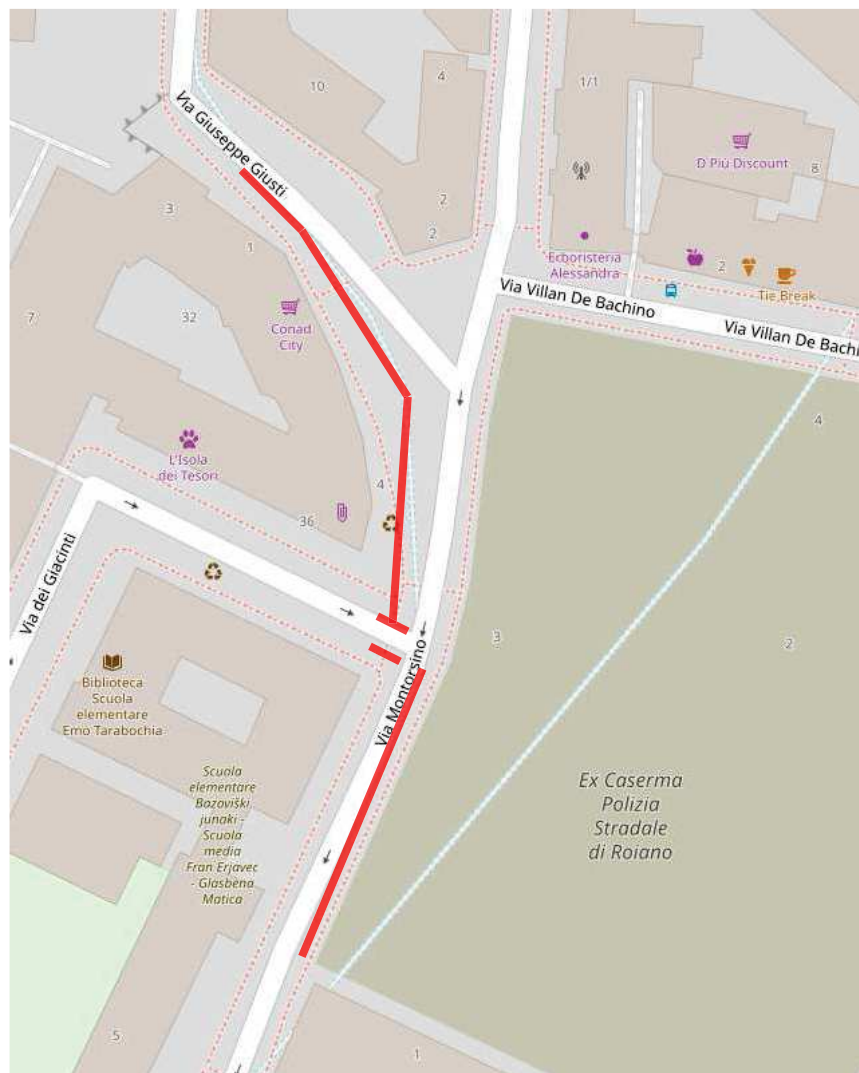 10
4
1/1
Via Giuseppe Giusti
D Più Discount
8
3
2
2
1
Erboristeria
Alessandra
2
Tie Break
Via Villan De Bachino
Via Villan De Bachi
7
32
Conad
City
4
L'Isola
dei Tesori
4
36
Via dei Giacinti
3
2
Biblioteca
Scuola
elementare
Emo Tarabochia
Via Montorsino
Scuola
elementare
Bazoviški
junaki -
Scuola
media
Fran Erjavec
- Glasbena
Matica
Ex Caserma
Polizia
Stradale
di Roiano
5
1